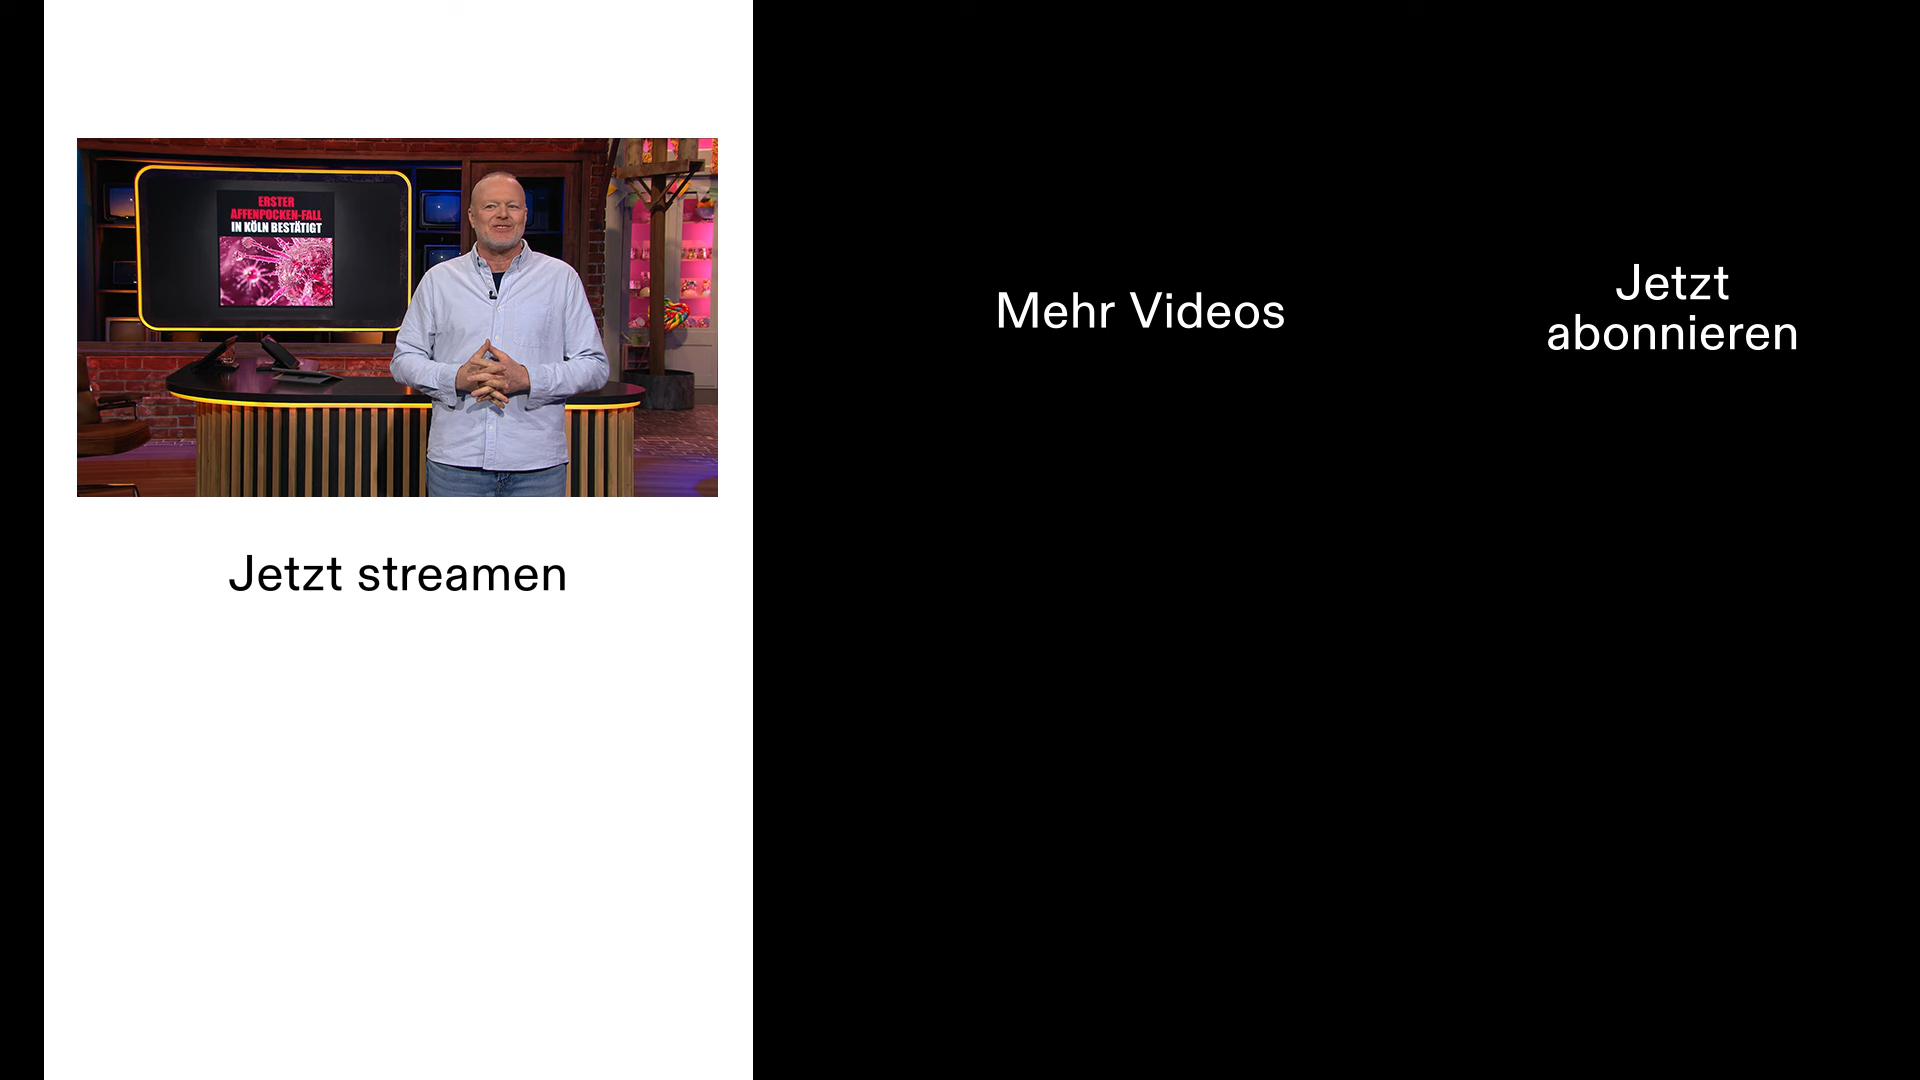 ERSTER
AFFENPOCKEN-FALL
IN KÖLN BESTÄTIGT
Jetzt streamen
Mehr Videos
Jetzt
abonnieren